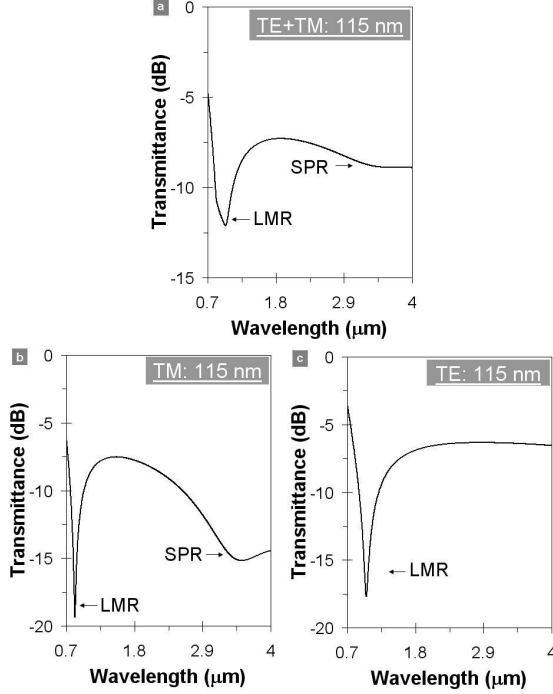 a
TE+TM: 115 nm
0
-5
-10
-15
Transmittance (dB)
SPR
LMR
0.7
1.8
2.9
4
Wavelength (μm)
b
TM: 115 nm
0
-5
-10
-15
-20
Transmittance (dB)
SPR
LMR
0.7
1.8
2.9
4
Wavelength (μm)
c
TE: 115 nm
0
-5
-10
-15
-20
Transmittance (dB)
LMR
0.7
1.8
2.9
4
Wavelength (μm)